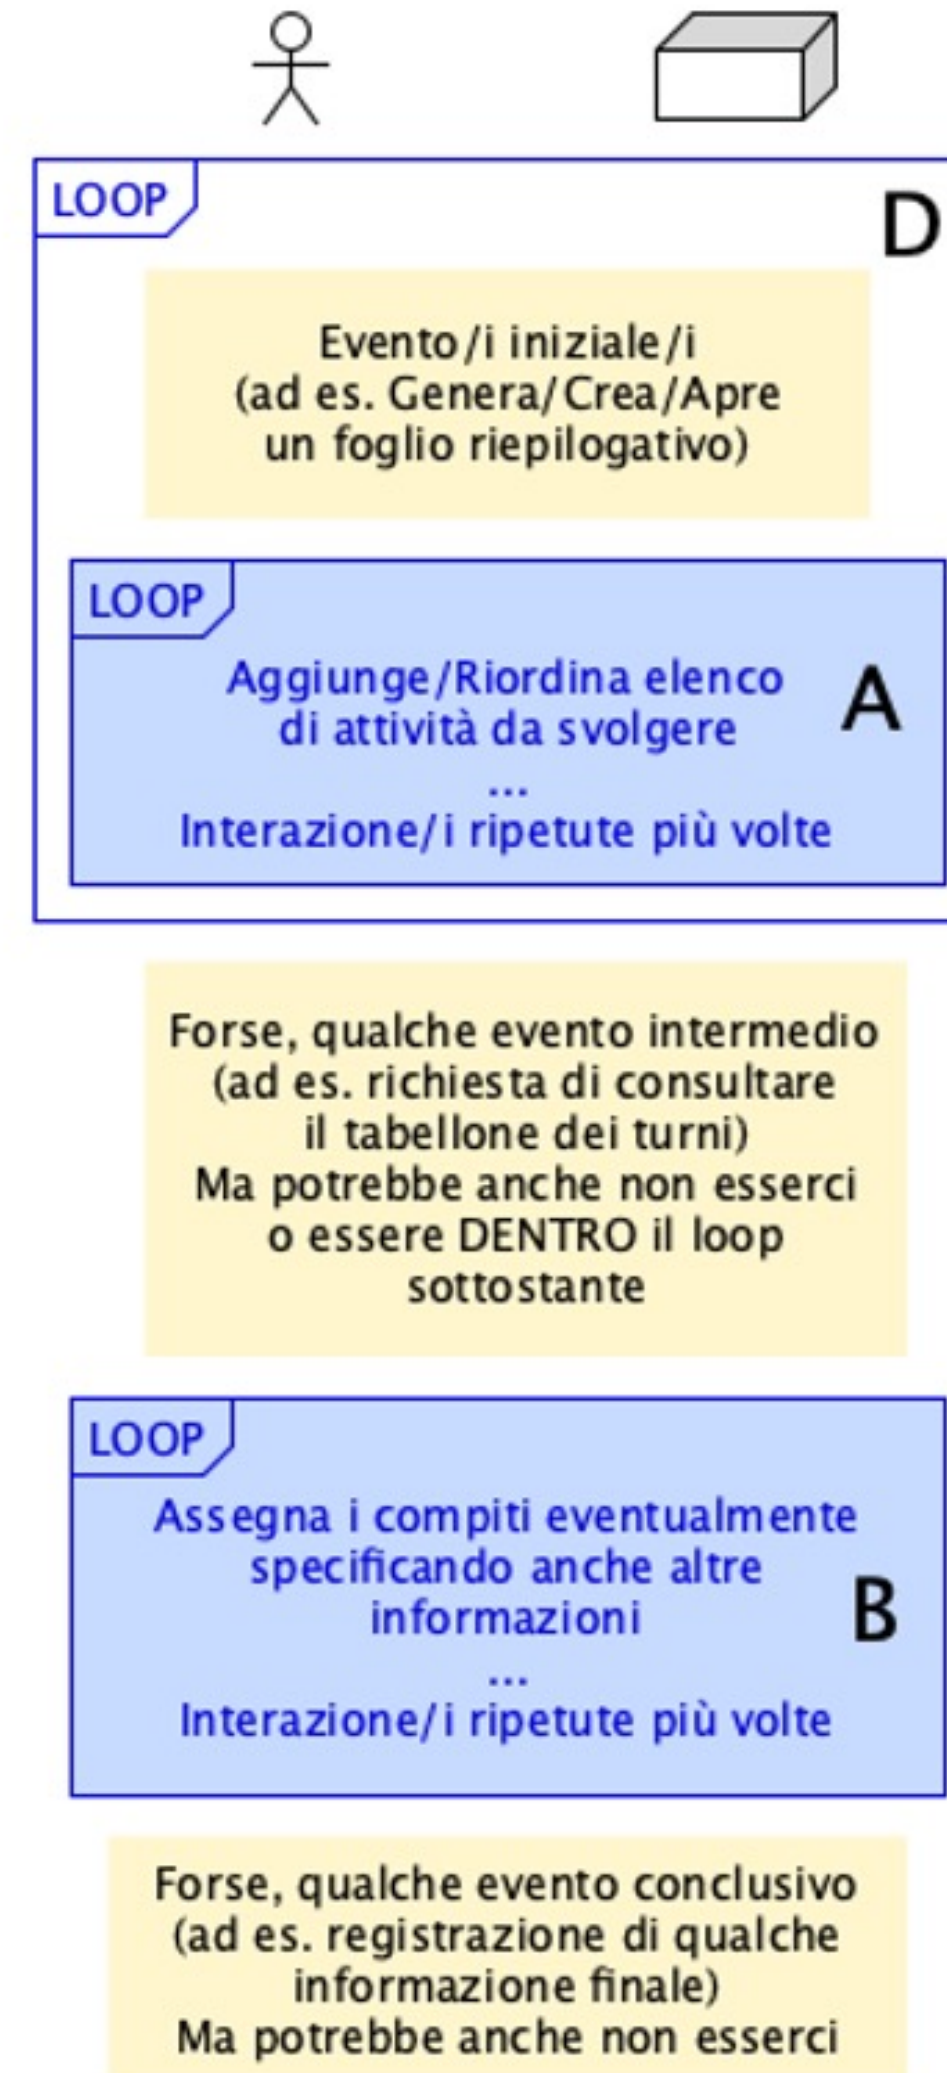 LOOP
D
Evento/i iniziale/i
(ad es. Genera/Crea/Apre
un foglio riepilogativo)
LOOP
Aggiunge/Riordina elenco
di attività da svolgere
A
...
Interazione/i ripetute più volte
Forse, qualche evento intermedio
(ad es. richiesta di consultare
il tabellone dei turni)
Ma potrebbe anche non esserci
o essere DENTRO il loop
sottostante
LOOP
Assegna i compiti eventualmente
specificando anche altre
informazioni
B
...
Interazione/i ripetute più volte
Forse, qualche evento conclusivo
(ad es. registrazione di qualche
informazione finale)
Ma potrebbe anche non esserci